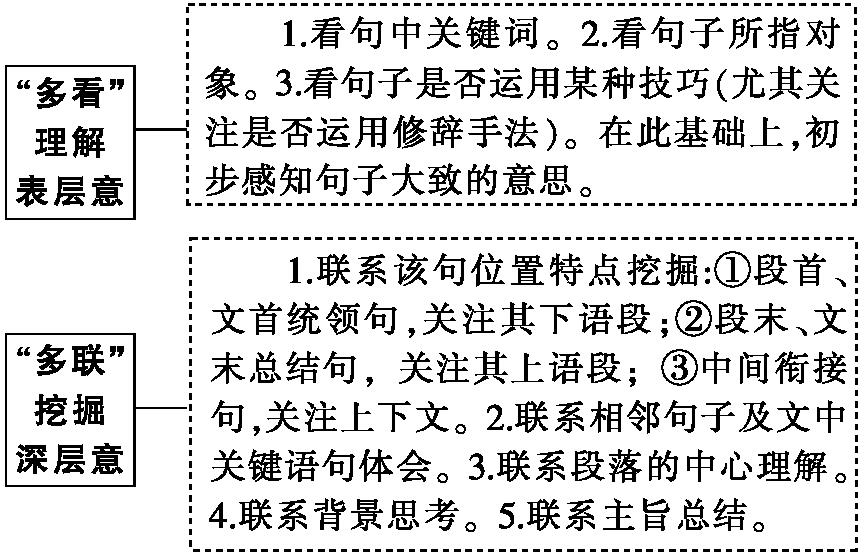 “多看”
理解
表层意
1.看句中关键词。2.看句子所指对
象。3.看句子是否运用某种技巧(尤其关
注是否运用修辞手法)。在此基础上,初
步感知句子大致的意思。
“多联”
挖掘
深层意
1.联系该句位置特点挖掘:①段首、
文首统领句,关注其下语段;②段末、文
末总结句,关注其上语段;③中间衔接
句,关注上下文。2.联系相邻句子及文中
关键语句体会。3.联系段落的中心理解。
4.联系背景思考。5.联系主旨总结。